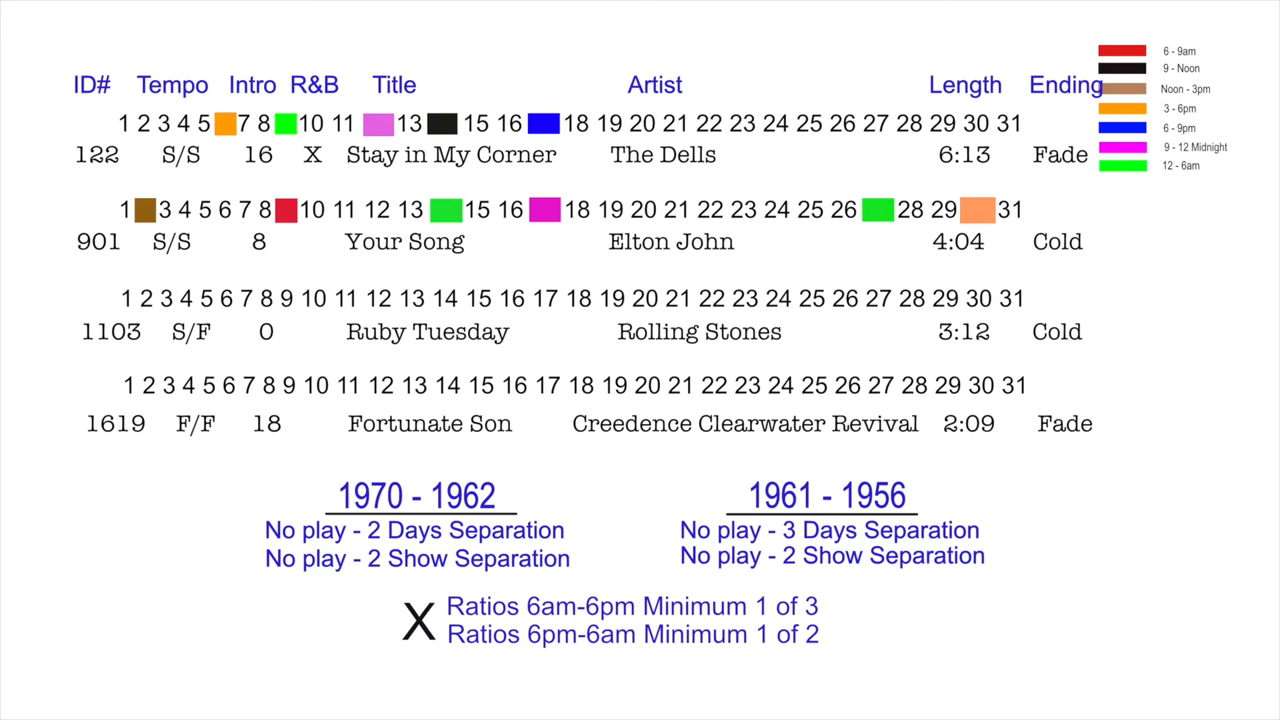 6 - 9am
9 - Noon
Noon - 3pm
3 - 6pm
6 - 9pm
9 - 12 Midnight
12 - 6am
ID# Tempo Intro R&B Title Artist Length Ending
1 2 3 4 5 7 8 10 11 13 15 16 18 19 20 21 22 23 24 25 26 27 28 29 30 31
122 S/S 16 X Stay in My Corner The Dells 6:13 Fade
1 3 4 5 6 7 8 10 11 12 13 15 16 18 19 20 21 22 23 24 25 26 28 29 31
901 S/S 8 Your Song Elton John 4:04 Cold
1 2 3 4 5 6 7 8 9 10 11 12 13 14 15 16 17 18 19 20 21 22 23 24 25 26 27 28 29 30 31
1103 S/F 0 Ruby Tuesday Rolling Stones 3:12 Cold
1 2 3 4 5 6 7 8 9 10 11 12 13 14 15 16 17 18 19 20 21 22 23 24 25 26 27 28 29 30 31
1619 F/F 18 Fortunate Son Creedence Clearwater Revival 2:09 Fade
1970 - 1962
No play - 2 Days Separation
No play - 2 Show Separation
1961 - 1956
No play - 3 Days Separation
No play - 2 Show Separation
X Ratios 6am-6pm Minimum 1 of 3
Ratios 6pm-6am Minimum 1 of 2